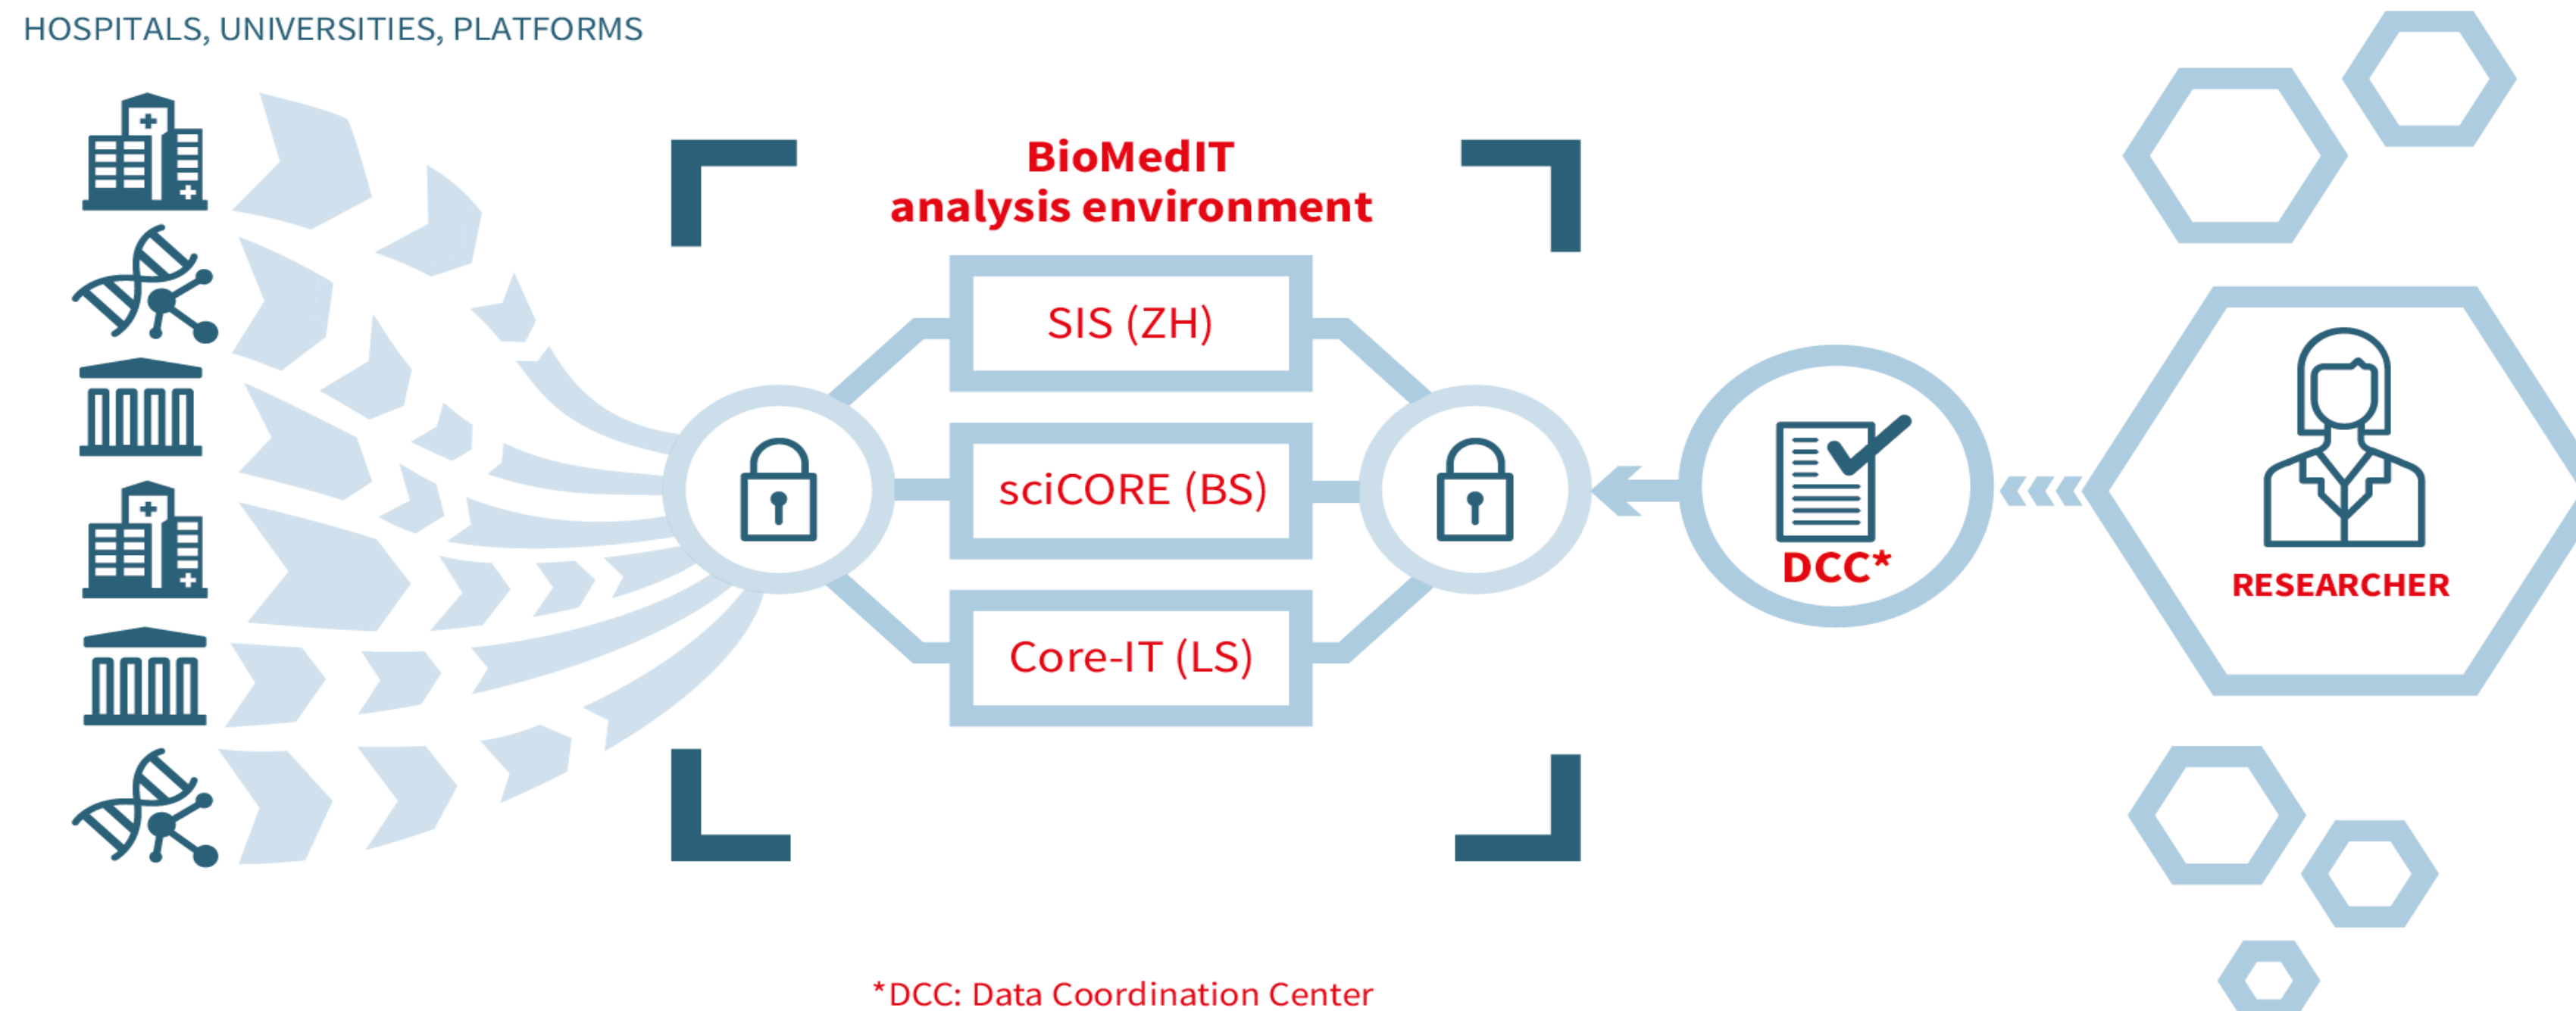 HOSPITALS, UNIVERSITIES, PLATFORMS
BioMedIT
analysis environment
SIS (ZH)
sciCORE (BS)
Core-IT (LS)
DCC*
RESEARCHER
*DCC: Data Coordination Center